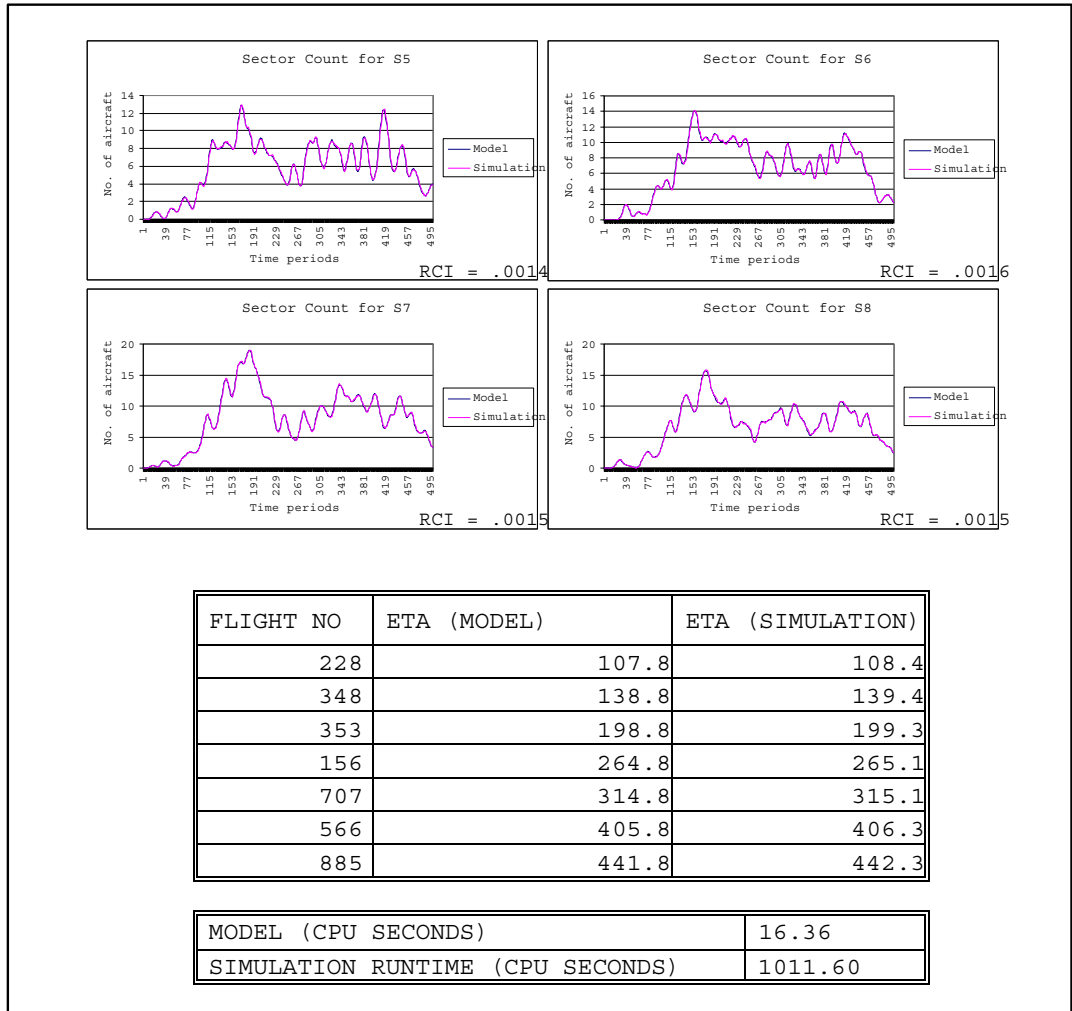 Sector Count for S5
No. of aircraft
14
12
10
8
6
4
2
0
1 39 77 115 153 191 229 267 305 343 381 419 457 495
Time periods
Model
Simulation
RCI = .0014
Sector Count for S6
No. of aircraft
16
14
12
10
8
6
4
2
0
1 39 77 115 153 191 229 267 305 343 381 419 457 495
Time periods
Model
Simulation
RCI = .0016
Sector Count for S7
No. of aircraft
20
15
10
5
0
1 39 77 115 153 191 229 267 305 343 381 419 457 495
Time periods
Model
Simulation
RCI = .0015
Sector Count for S8
No. of aircraft
20
15
10
5
0
1 39 77 115 153 191 229 267 305 343 381 419 457 495
Time periods
Model
Simulation
RCI = .0015
FLIGHT NO ETA (MODEL) ETA (SIMULATION)
228 107.8 108.4
348 138.8 139.4
353 198.8 199.3
156 264.8 265.1
707 314.8 315.1
566 405.8 406.3
885 441.8 442.3
MODEL (CPU SECONDS) 16.36
SIMULATION RUNTIME (CPU SECONDS) 1011.60